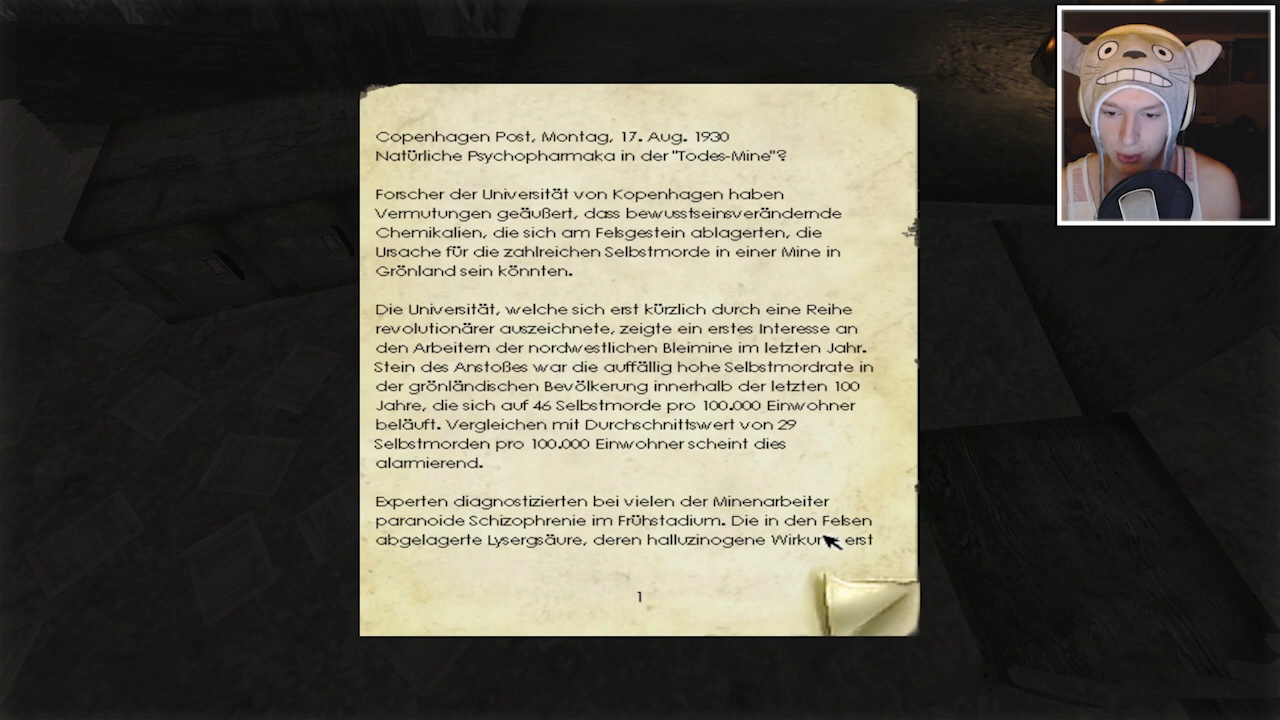 Copenhagen Post, Montag, 17. Aug. 1930
Natürliche Psychopharmaka in der "Todes-Mine"?
Forscher der Universität von Kopenhagen haben
Vermutungen geäußert, dass bewusstseinsverändernde
Chemikalien, die sich am Felsgestein ablagerten, die
Ursache für die zahlreichen Selbstmorde in einer Mine in
Grönland sein könnten.
Die Universität, welche sich erst kürzlich durch eine Reihe
revolutionärer auszeichnete, zeigte ein erstes Interesse an
den Arbeitern der nordwestlichen Bleimine im letzten Jahr.
Stein des Anstoßes war die auffällig hohe Selbstmordrate in
der grönländischen Bevölkerung innerhalb der letzten 100
Jahre, die sich auf 46 Selbstmorde pro 100.000 Einwohner
beläuft. Vergleichen mit Durchschnittswert von 29
Selbstmorden pro 100.000 Einwohner scheint dies
alarmierend.
Experten diagnostizierten bei vielen der Minenarbeiter
paranoide Schizophrenie im Frühstadium. Die in den Felsen
abgelagerte Lysergsäure, deren halluzinogene erst
1